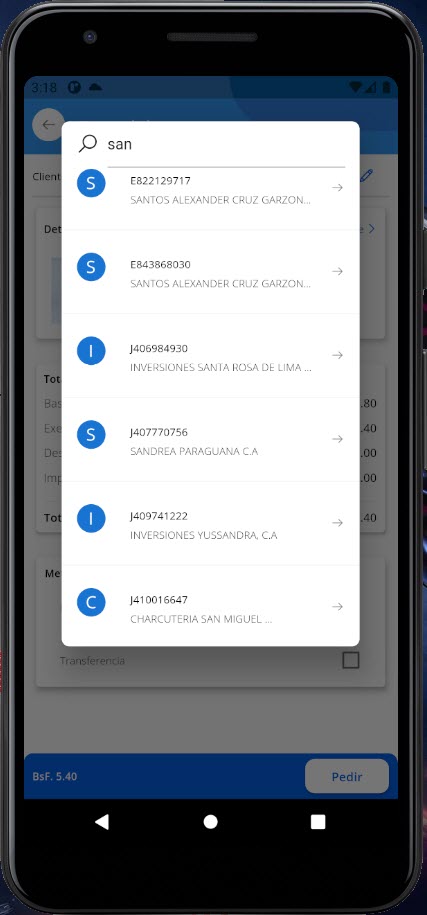 3:18
san
Client
S
E822129717
SANTOS ALEXANDER CRUZ GARZON...
S
E843868030
SANTOS ALEXANDER CRUZ GARZON...
I
J406984930
INVERSIONES SANTA ROSA DE LIMA ...
S
J407770756
SANDREA PARAGUANA C.A
I
J409741222
INVERSIONES YUSSANDRA, C.A
C
J410016647
CHARCUTERIA SAN MIGUEL ...
Det
e
Tot
Bas
.80
Exe
.40
Des
.00
Imp
.00
Tot
.40
Me
Transferencia
BsF. 5.40
Pedir